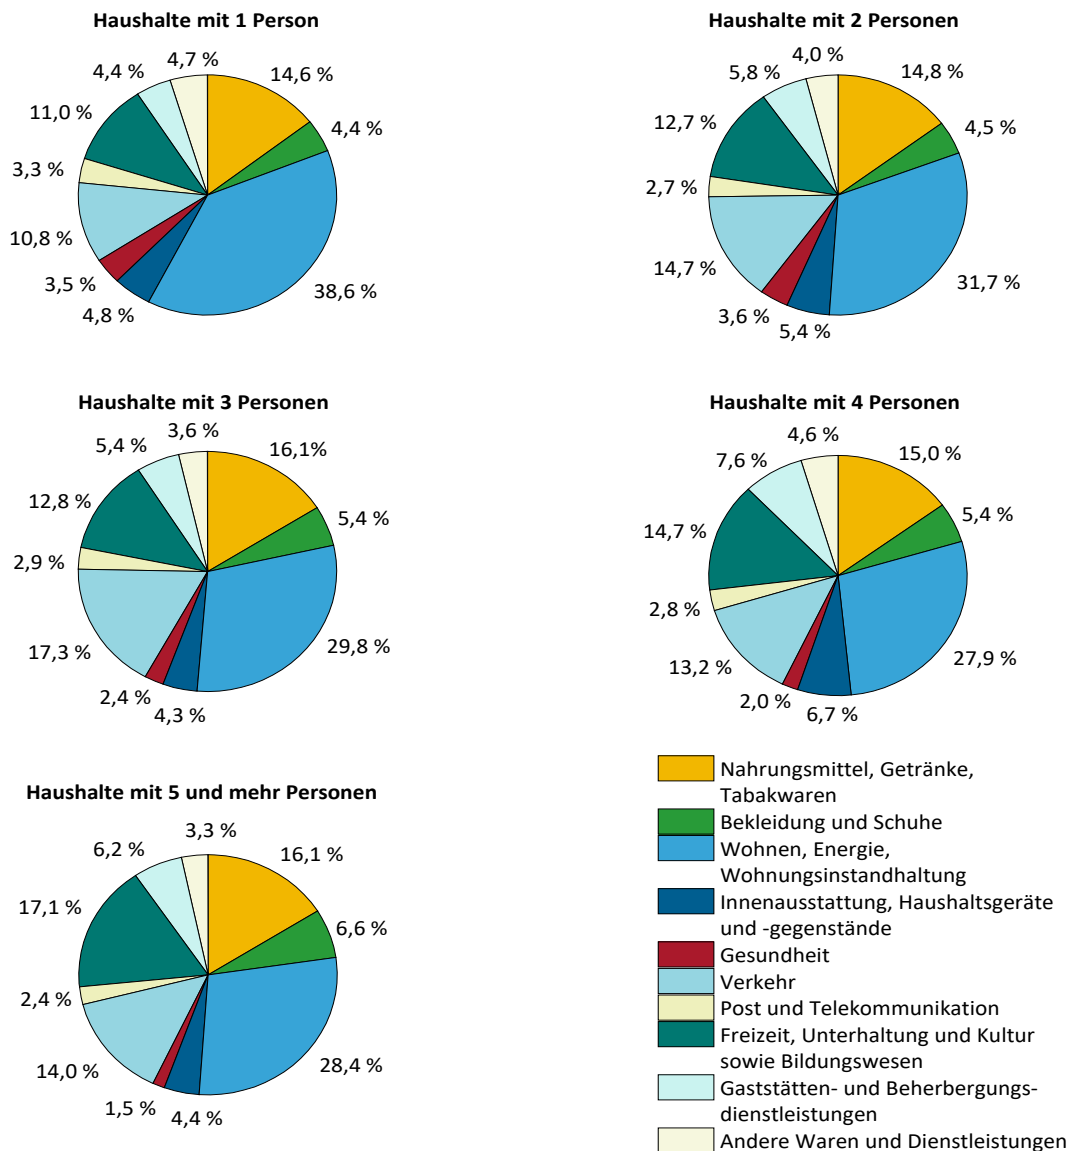 Haushalte mit 1 Person
4,7 %
4,4 %
14,6 %
11,0 %
4,4 %
3,3 %
10,8 %
3,5 %
38,6 %
4,8 %
Haushalte mit 2 Personen
4,0 %
5,8 %
14,8 %
12,7 %
4,5 %
2,7 %
14,7 %
31,7 %
3,6 %
5,4 %
Haushalte mit 3 Personen
3,6 %
5,4 %
16,1%
12,8 %
5,4 %
2,9 %
17,3 %
29,8 %
2,4 %
4,3 %
Haushalte mit 4 Personen
4,6 %
7,6 %
15,0 %
14,7 %
5,4 %
2,8 %
13,2 %
27,9 %
2,0 %
6,7 %
Haushalte mit 5 und mehr Personen
3,3 %
6,2 %
16,1 %
17,1 %
6,6 %
2,4 %
14,0 %
28,4 %
1,5 %
4,4 %
Nahrungsmittel, Getränke,
Tabakwaren
Bekleidung und Schuhe
Wohnen, Energie,
Wohnungsinstandhaltung
Innenausstattung, Haushaltsgeräte
und -gegenstände
Gesundheit
Verkehr
Post und Telekommunikation
Freizeit, Unterhaltung und Kultur
sowie Bildungswesen
Gaststätten- und Beherbergungs-
dienstleistungen
Andere Waren und Dienstleistungen